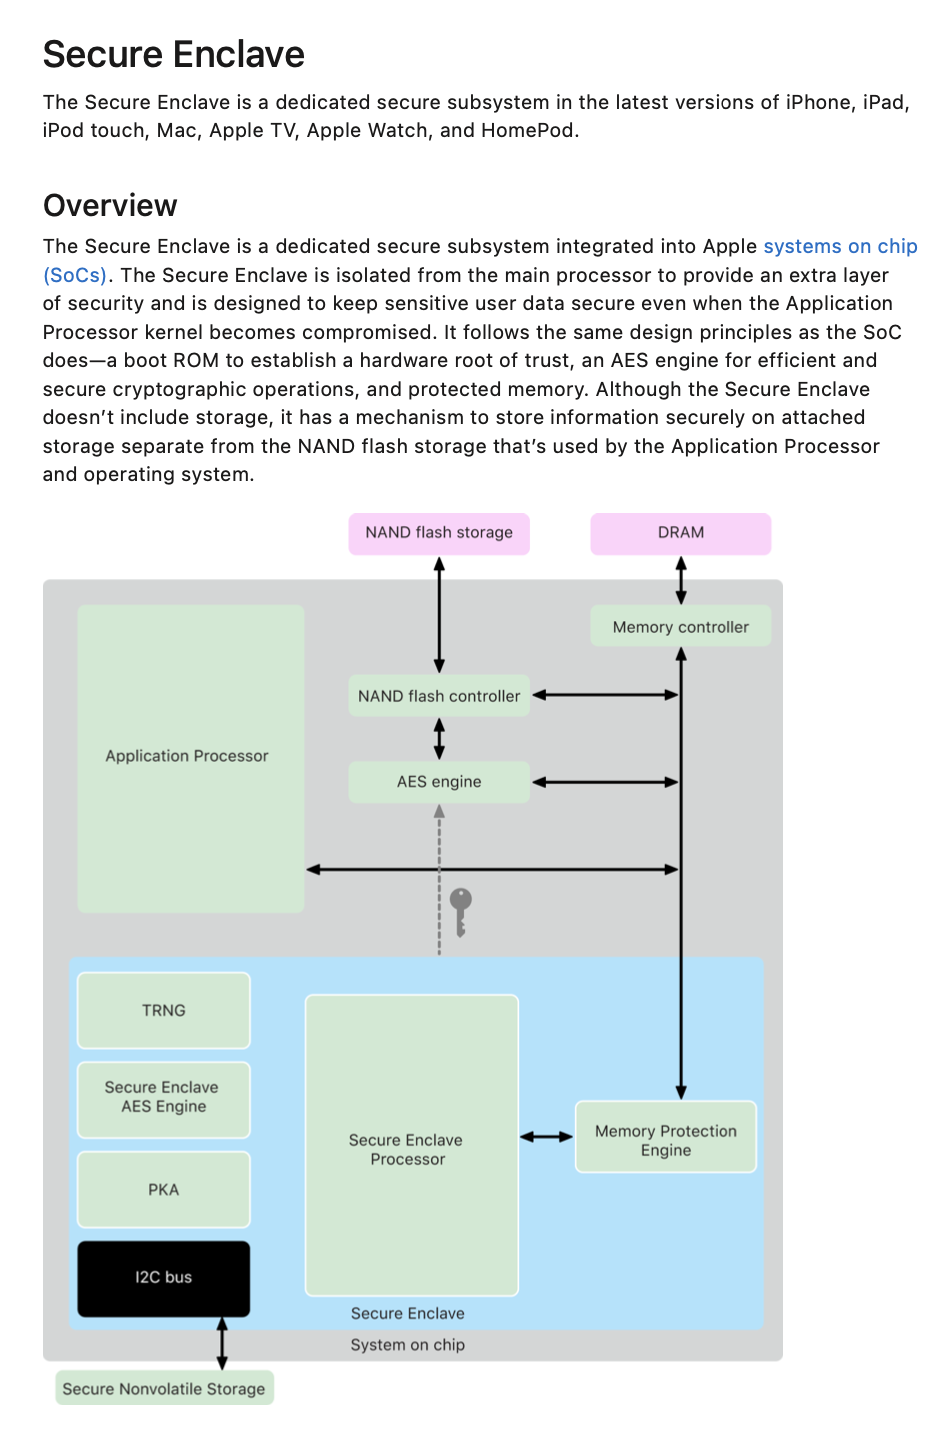 Secure Enclave
The Secure Enclave is a dedicated secure subsystem in the latest versions of iPhone, iPad,
iPod touch, Mac, Apple TV, Apple Watch, and HomePod.
Overview
The Secure Enclave is a dedicated secure subsystem integrated into Apple systems on chip
(SoCs). The Secure Enclave is isolated from the main processor to provide an extra layer
of security and is designed to keep sensitive user data secure even when the Application
Processor kernel becomes compromised. It follows the same design principles as the SoC
does—a boot ROM to establish a hardware root of trust, an AES engine for efficient and
secure cryptographic operations, and protected memory. Although the Secure Enclave
doesn’t include storage, it has a mechanism to store information securely on attached
storage separate from the NAND flash storage that’s used by the Application Processor
and operating system.
NAND flash storage
DRAM
Memory controller
NAND flash controller
Application Processor
AES engine
TRNG
Secure Enclave
AES Engine
PKA
I2C bus
Secure Enclave
Processor
Memory Protection
Engine
Secure Enclave
System on chip
Secure Nonvolatile Storage